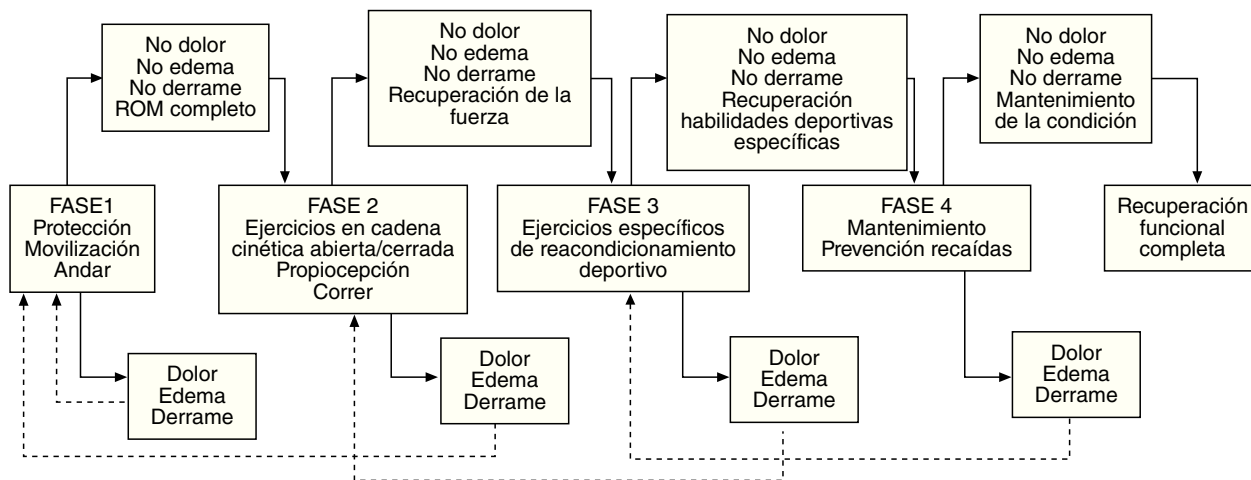 No dolor
No edema
No derrame
ROM completo
No dolor
No edema
No derrame
Recuperación de la
fuerza
No dolor
No edema
No derrame
Recuperación
habilidades deportivas
específicas
No dolor
No edema
No derrame
Mantenimiento
de la condición
FASE1
Protección
Movilización
Andar
FASE 2
Ejercicios en cadena
cinética abierta/cerrada
Propiocepción
Correr
FASE 3
Ejercicios específicos
de reacondicionamiento
deportivo
FASE 4
Mantenimiento
Prevención recaídas
Recuperación
funcional
completa
Dolor
Edema
Derrame
Dolor
Edema
Derrame
Dolor
Edema
Derrame
Dolor
Edema
Derrame